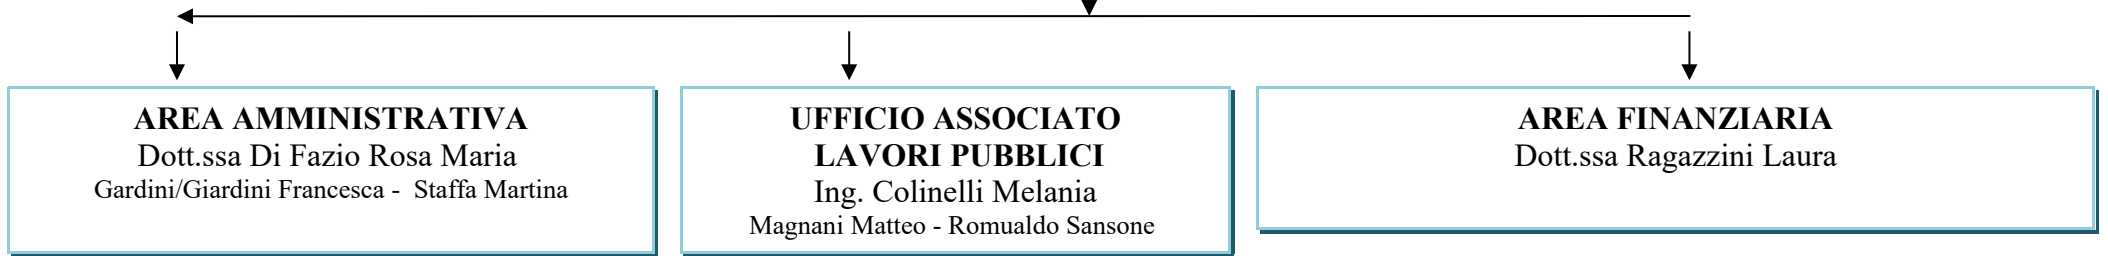 AREA AMMINISTRATIVA
Dott.ssa Di Fazio Rosa Maria
Gardini/Giardini Francesca - Staffa Martina
UFFICIO ASSOCIATO
LAVORI PUBBLICI
Ing. Colinelli Melania
Magnani Matteo - Romualdo Sansone
AREA FINANZIARIA
Dott.ssa Ragazzini Laura